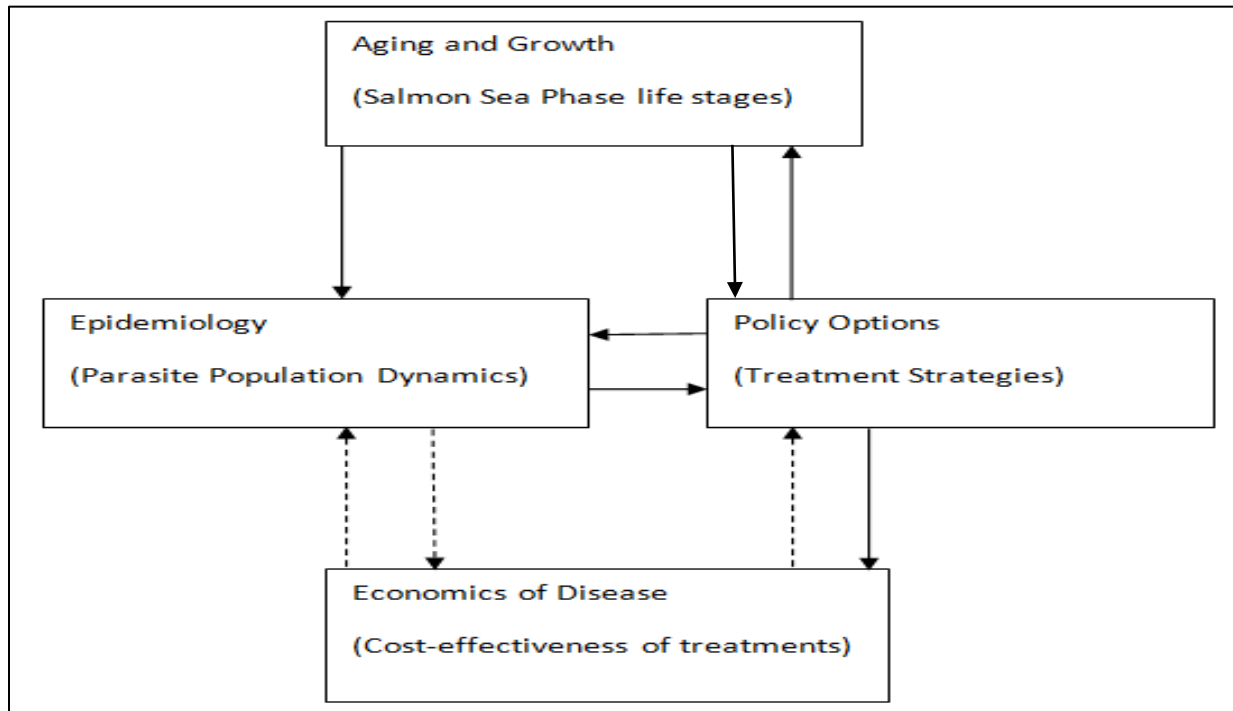 Aging and Growth
(Salmon Sea Phase life stages)
Epidemiology
(Parasite Population Dynamics)
Policy Options
(Treatment Strategies)
Economics of Disease
(Cost-effectiveness of treatments)